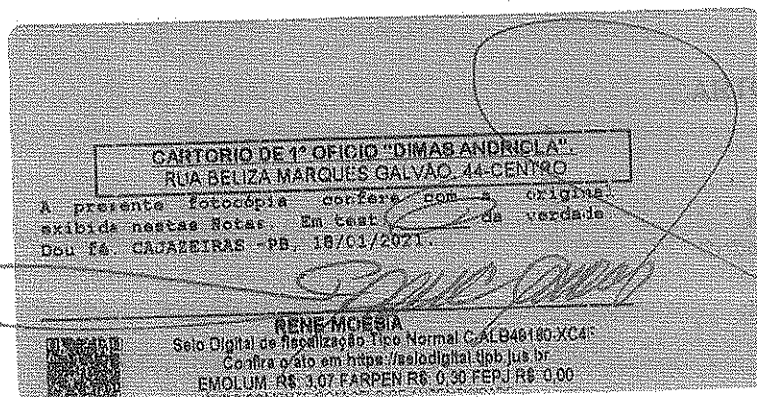 CARTORIO DE 1º OFICIO "DIMAS ANDRIOLA"
RUA BELIZA MARQUES GALVÃO, 44-CENTRO
A presente fotocópia confere com a original
exibida nestas Notas. Em test da verdade
Dou fé. CAJAZEIRAS -PB, 18/01/2021.
RENE MOESIA
Selo Digital de fiscalização Tipo Normal C-ALB49180-XC4F
Confira o ato em https://selodigital.tjpb.jus.br
EMOLUM R$ 3,07 FARPEN R$ 0,30 FEPJ R$ 0,00